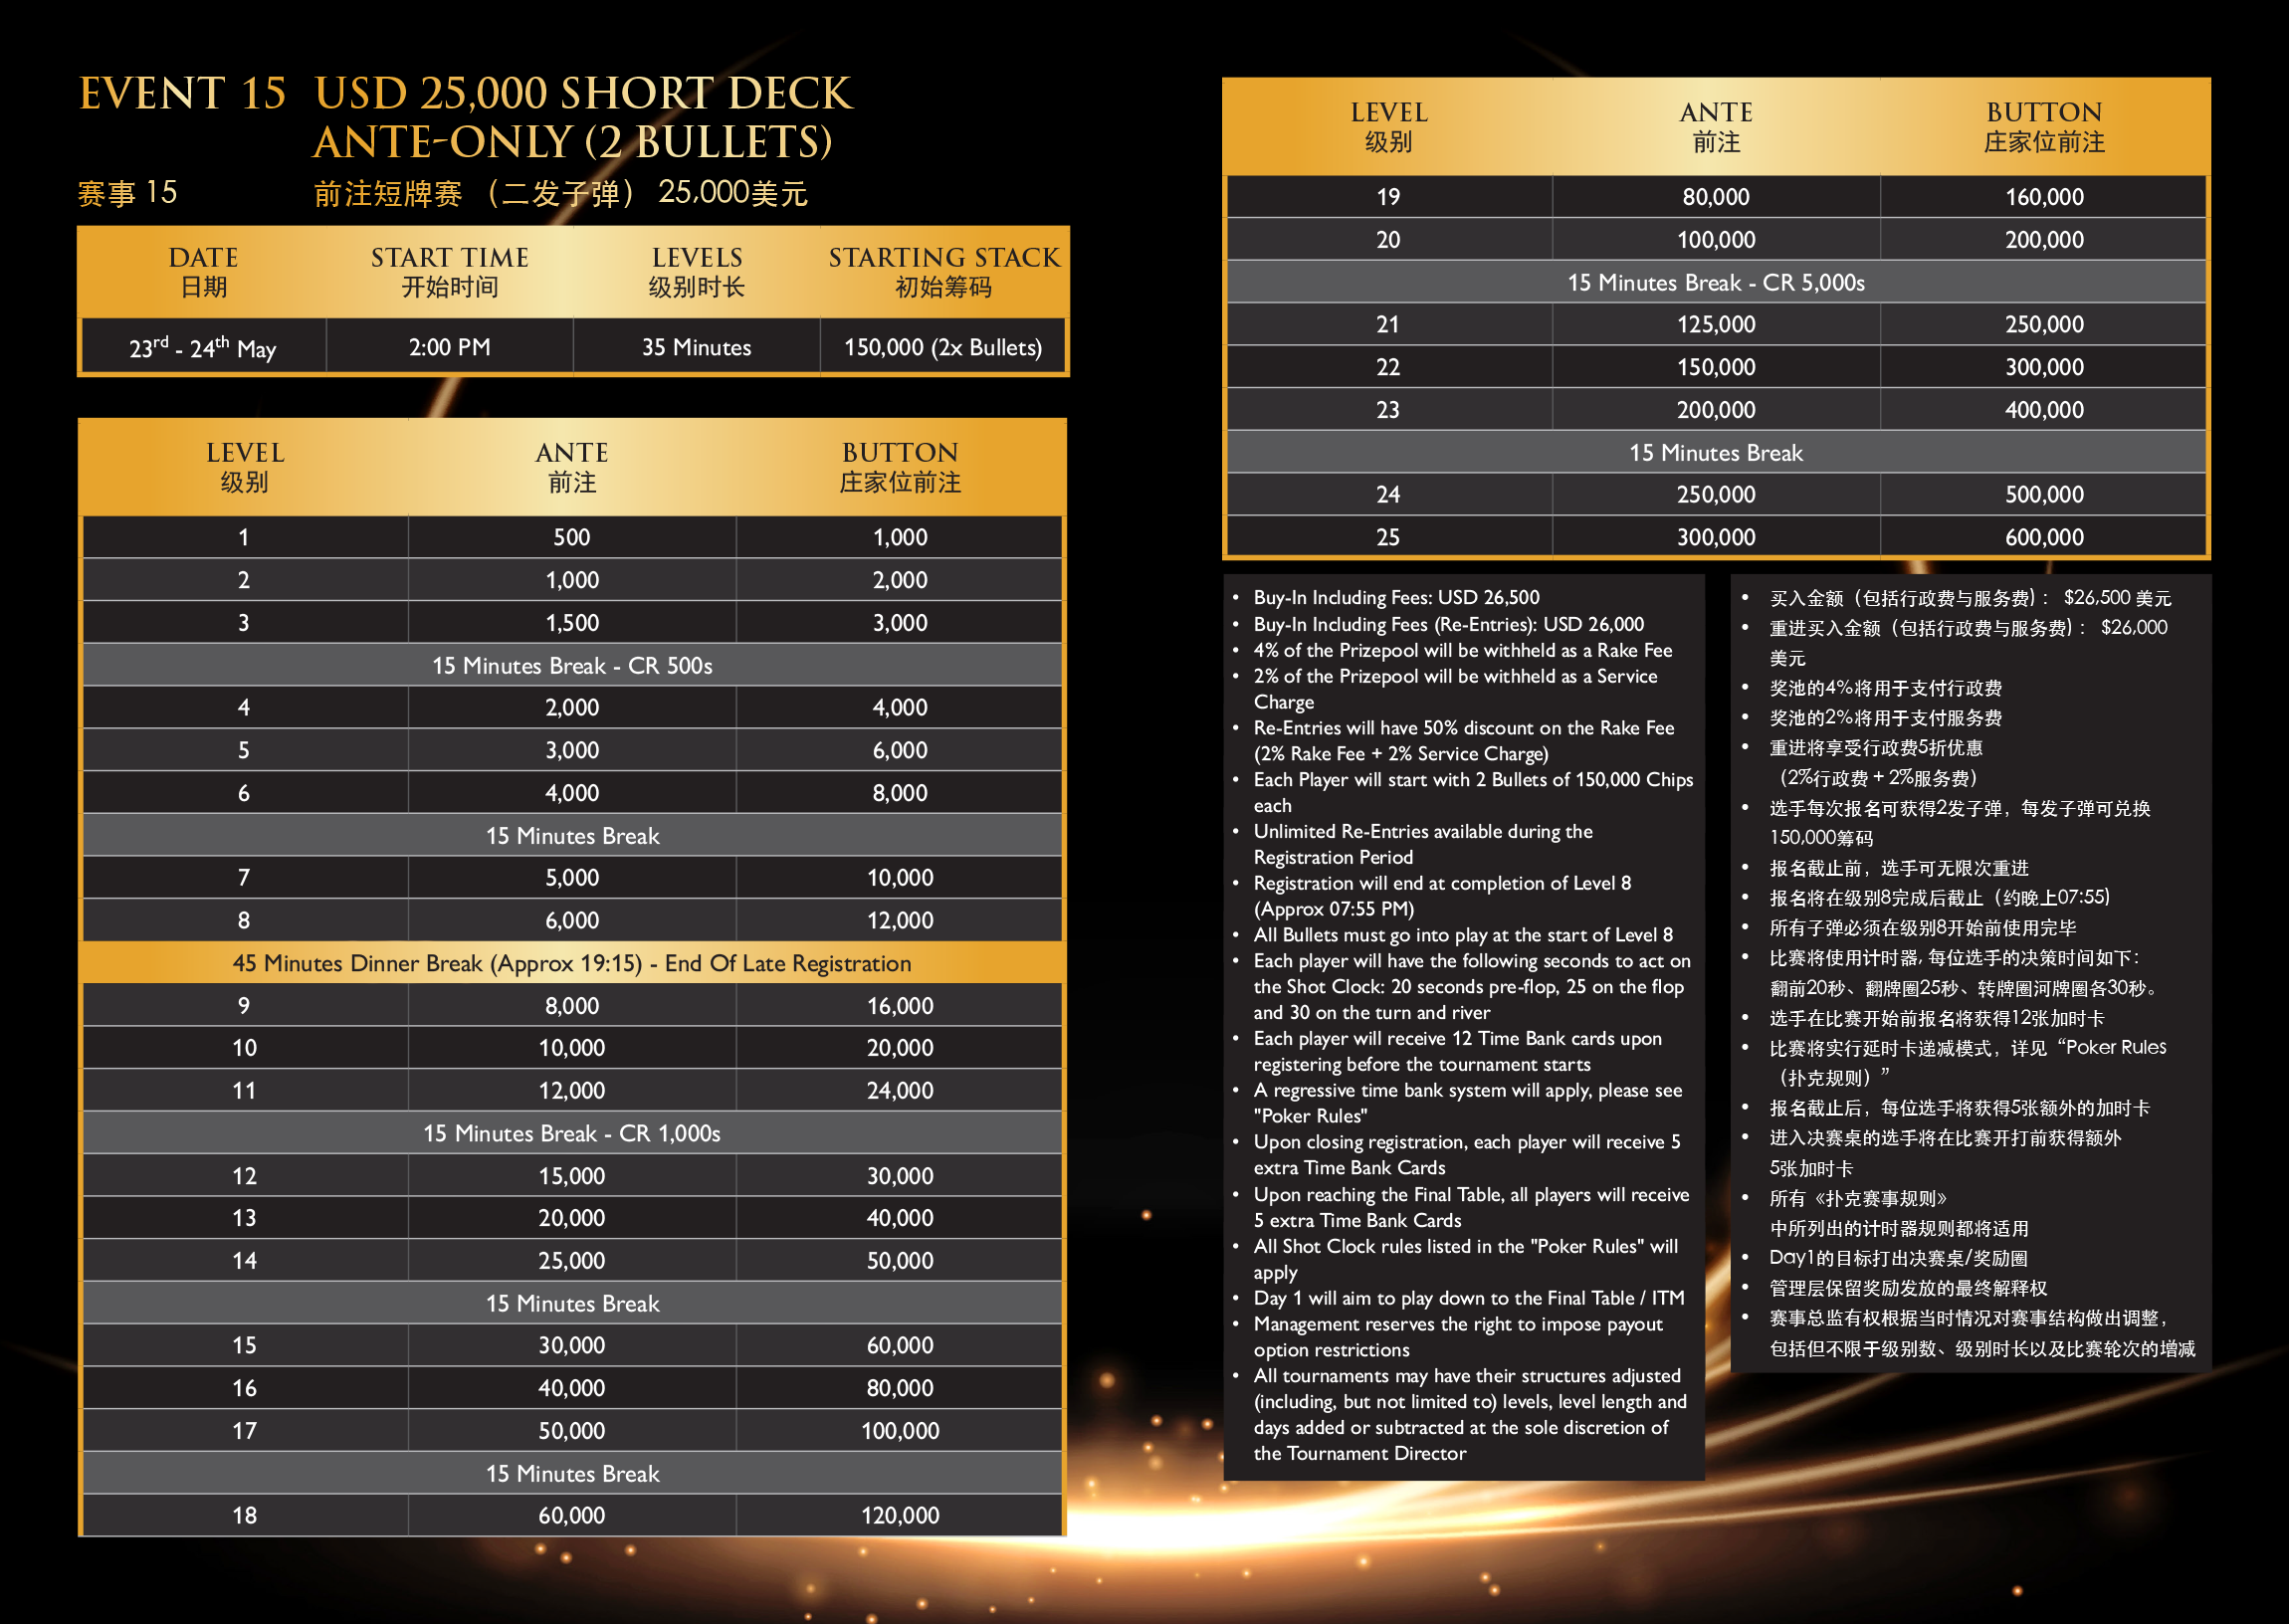 EVENT 15 USD 25,000 SHORT DECK
ANTE-ONLY (2 BULLETS)
赛事 15 前注短牌赛 （二发子弹） 25,000美元
DATE START TIME LEVELS STARTING STACK
日期 开始时间 级别时长 初始筹码
23rd - 24th May 2:00 PM 35 Minutes 150,000 (2x Bullets)
LEVEL ANTE BUTTON
级别 前注 庄家位前注
1 500 1,000
2 1,000 2,000
3 1,500 3,000
15 Minutes Break - CR 500s
4 2,000 4,000
5 3,000 6,000
6 4,000 8,000
15 Minutes Break
7 5,000 10,000
8 6,000 12,000
45 Minutes Dinner Break (Approx 19:15) - End Of Late Registration
9 8,000 16,000
10 10,000 20,000
11 12,000 24,000
15 Minutes Break - CR 1,000s
12 15,000 30,000
13 20,000 40,000
14 25,000 50,000
15 Minutes Break
15 30,000 60,000
16 40,000 80,000
17 50,000 100,000
15 Minutes Break
18 60,000 120,000
LEVEL ANTE BUTTON
级别 前注 庄家位前注
19 80,000 160,000
20 100,000 200,000
15 Minutes Break - CR 5,000s
21 125,000 250,000
22 150,000 300,000
23 200,000 400,000
15 Minutes Break
24 250,000 500,000
25 300,000 600,000
• Buy-In Including Fees: USD 26,500
• Buy-In Including Fees (Re-Entries): USD 26,000
• 4% of the Prizepool will be withheld as a Rake Fee
• 2% of the Prizepool will be withheld as a Service
Charge
• Re-Entries will have 50% discount on the Rake Fee
(2% Rake Fee + 2% Service Charge)
• Each Player will start with 2 Bullets of 150,000 Chips
each
• Unlimited Re-Entries available during the
Registration Period
• Registration will end at completion of Level 8
(Approx 07:55 PM)
• All Bullets must go into play at the start of Level 8
• Each player will have the following seconds to act on
the Shot Clock: 20 seconds pre-flop, 25 on the flop
and 30 on the turn and river
• Each player will receive 12 Time Bank cards upon
registering before the tournament starts
• A regressive time bank system will apply, please see
"Poker Rules"
• Upon closing registration, each player will receive 5
extra Time Bank Cards
• Upon reaching the Final Table, all players will receive
5 extra Time Bank Cards
• All Shot Clock rules listed in the "Poker Rules" will
apply
• Day 1 will aim to play down to the Final Table / ITM
• Management reserves the right to impose payout
option restrictions
• All tournaments may have their structures adjusted
(including, but not limited to) levels, level length and
days added or subtracted at the sole discretion of
the Tournament Director
• 买入金额（包括行政费与服务费）： $26,500 美元
• 重进买入金额（包括行政费与服务费）： $26,000
美元
• 奖池的4%将用于支付行政费
• 奖池的2%将用于支付服务费
• 重进将享受行政费5折优惠
（2%行政费 + 2%服务费）
• 选手每次报名可获得2发子弹，每发子弹可兑换
150,000筹码
• 报名截止前，选手可无限次重进
• 报名将在级别8完成后截止（约晚上07:55)
• 所有子弹必须在级别8开始前使用完毕
• 比赛将使用计时器, 每位选手的决策时间如下：
翻前20秒、翻牌圈25秒、转牌圈河牌圈各30秒。
• 选手在比赛开始前报名将获得12张加时卡
• 比赛将实行延时卡递减模式，详见“Poker Rules
（扑克规则）”
• 报名截止后，每位选手将获得5张额外的加时卡
• 进入决赛桌的选手将在比赛开打前获得额外
5张加时卡
• 所有《扑克赛事规则》
中所列出的计时器规则都将适用
• Day1的目标打出决赛桌/奖励圈
• 管理层保留奖励发放的最终解释权
• 赛事总监有权根据当时情况对赛事结构做出调整，
包括但不限于级别数、级别时长以及比赛轮次的增减